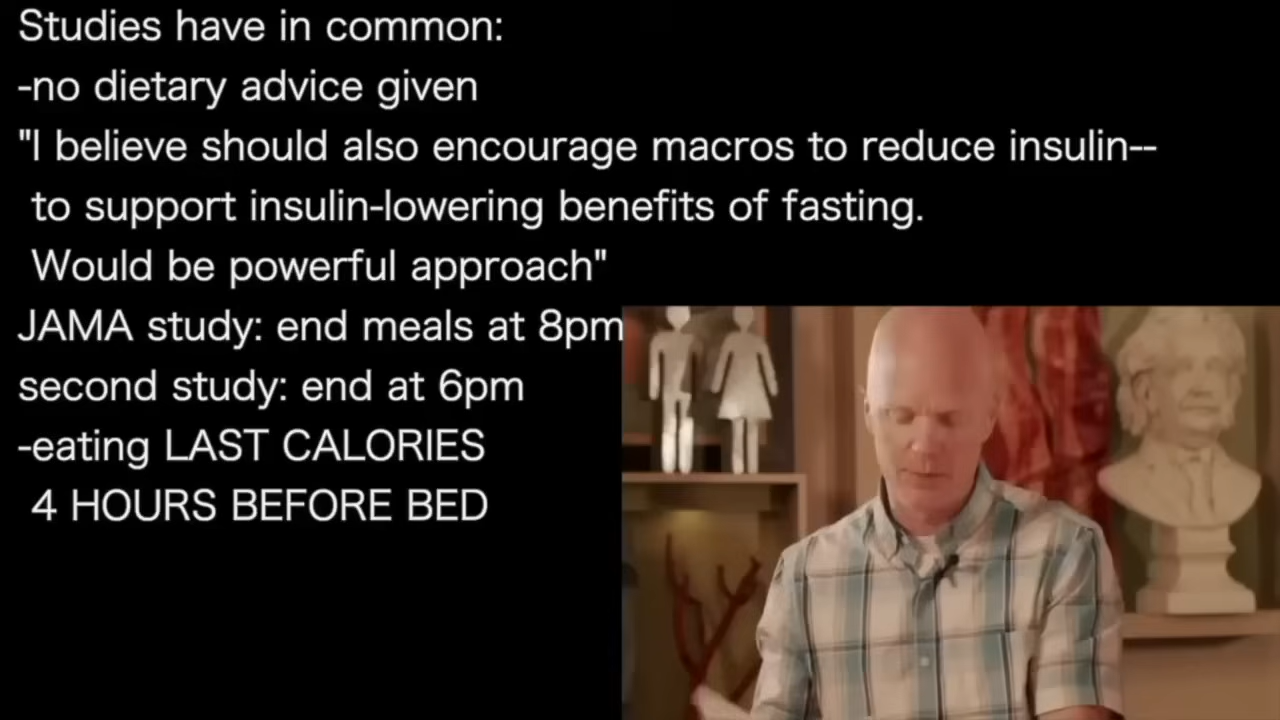 Studies have in common:
-no dietary advice given
"I believe should also encourage macros to reduce insulin--
to support insulin-lowering benefits of fasting.
Would be powerful approach"
JAMA study: end meals at 8pm
second study: end at 6pm
-eating LAST CALORIES
4 HOURS BEFORE BED